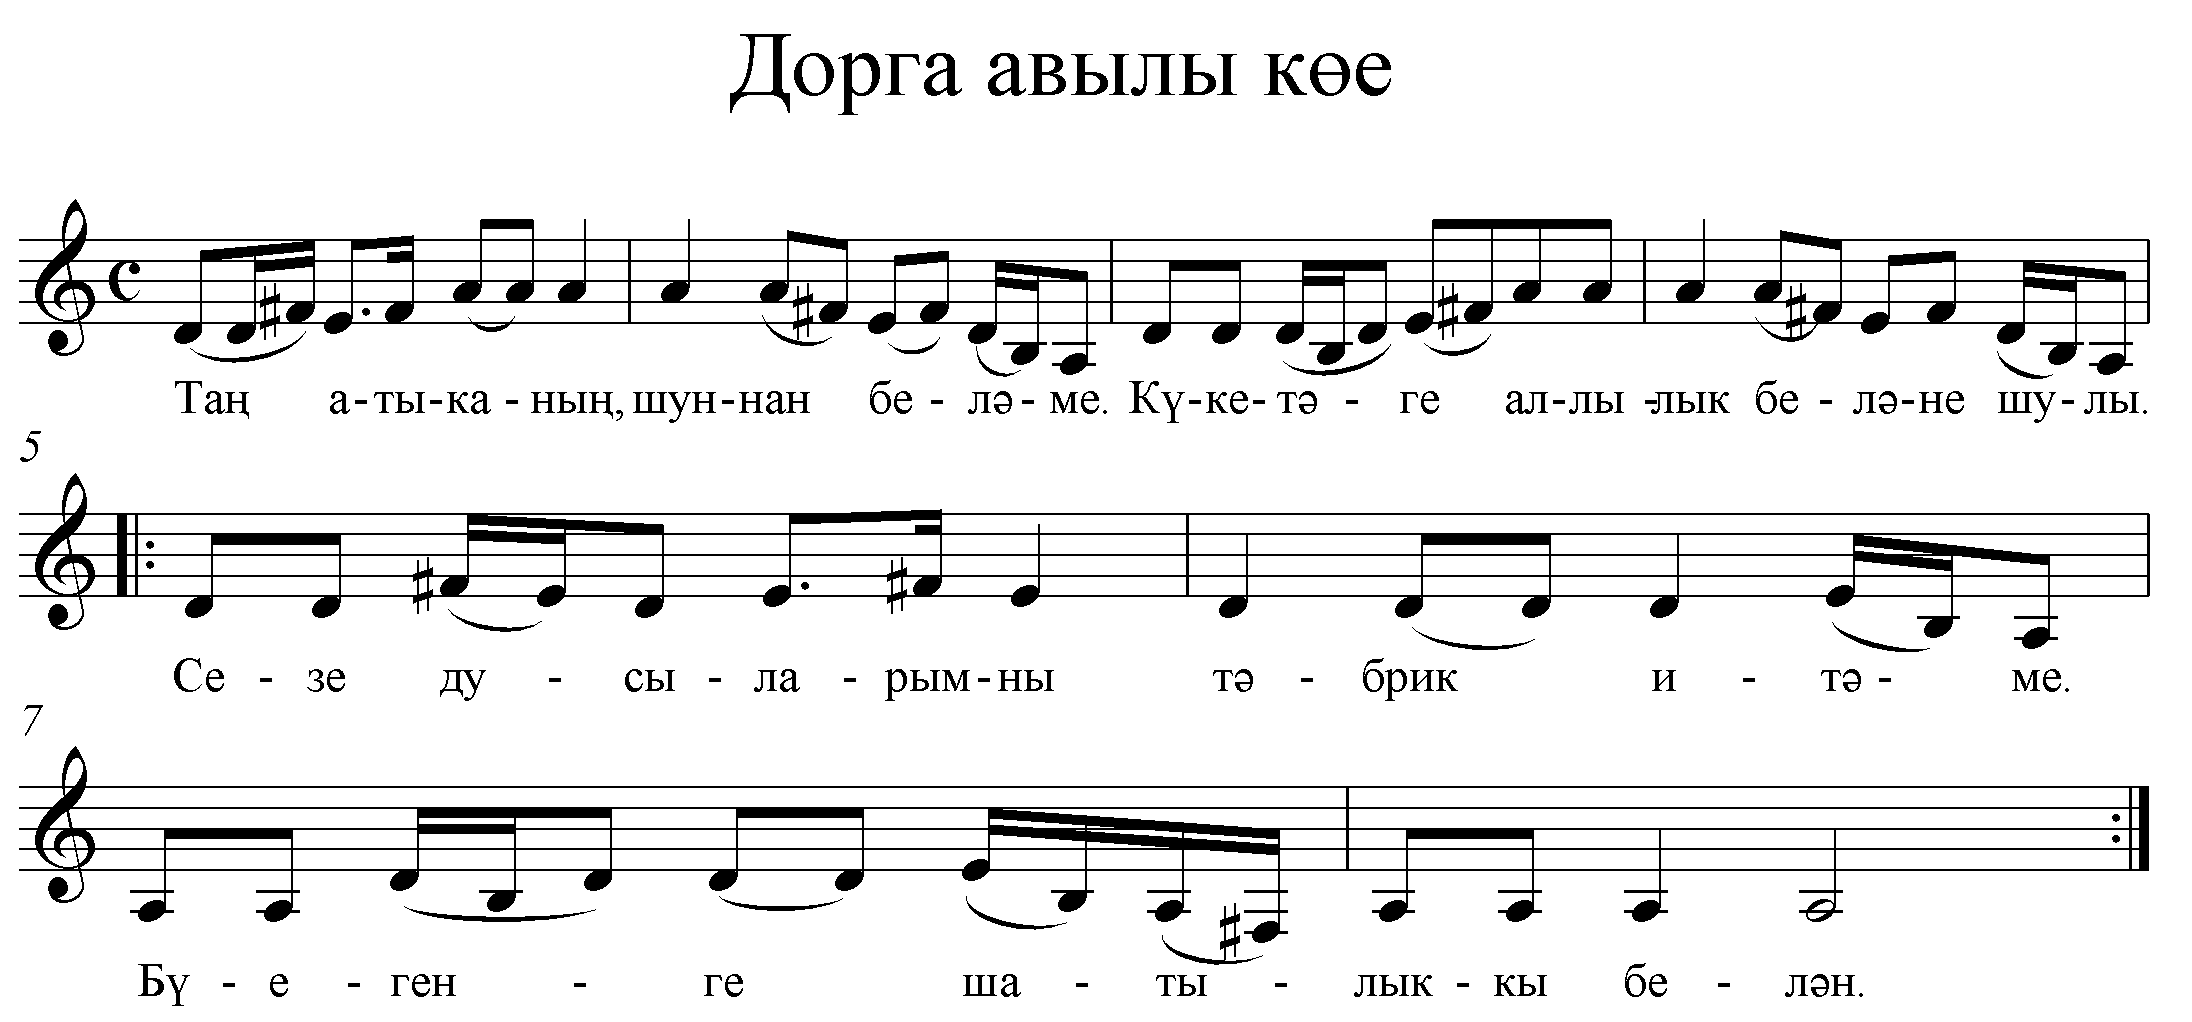 Дорга авылы көе
Таң а-ты-ка-ның, шун-нан бе-лә-ме. Кү-ке-тә-ге ал-лы-лык бе-лә-не шу-лы.
5
Се-зе ду-сы-ла-рым-ны тә-брик и-тә-ме.
7
Бү-е-ген-ге ша-ты-лык-кы бе-лән.